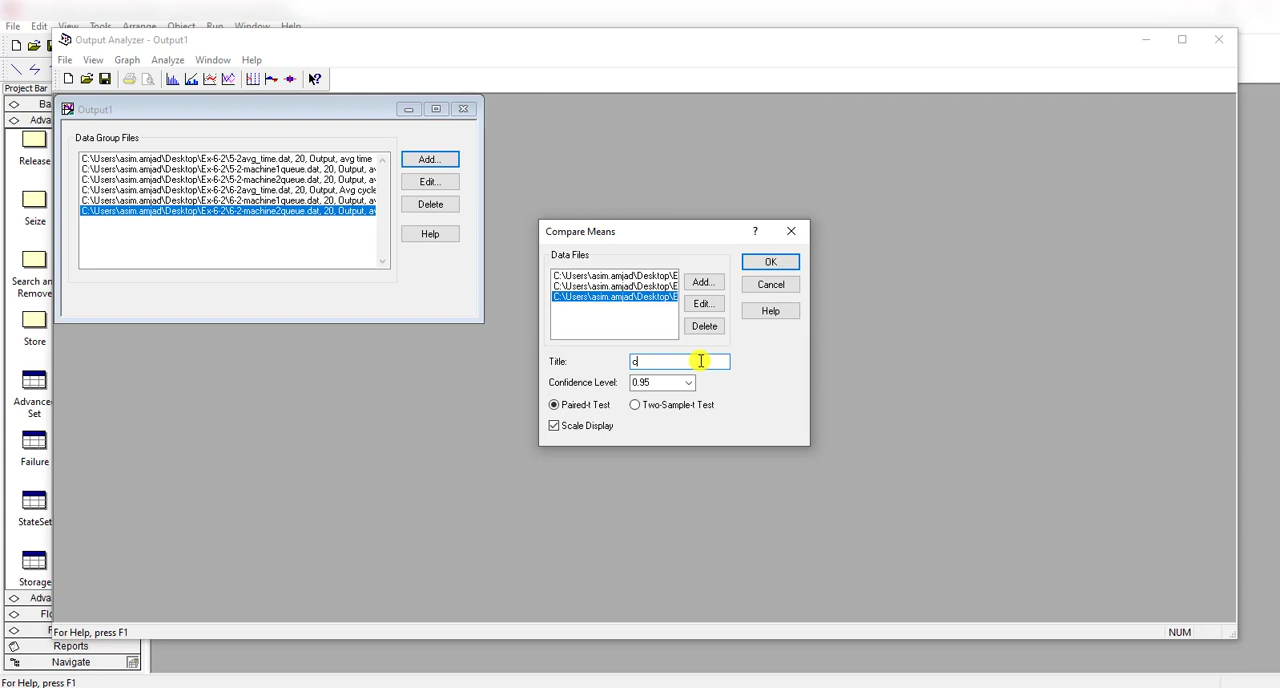 File Edit View Tools Arrange Object Run Window Help
Output Analyzer - Output1
File View Graph Analyze Window Help
Project Bar
Output1
Data Group Files
C:\Users\asim.amjad\Desktop\Ex-6-2\5-2avg_time.dat, 20, Output, avg time
C:\Users\asim.amjad\Desktop\Ex-6-2\5-2-machine1queue.dat, 20, Output, a
C:\Users\asim.amjad\Desktop\Ex-6-2\5-2-machine2queue.dat, 20, Output, a
C:\Users\asim.amjad\Desktop\Ex-6-2\6-2avg_time.dat, 20, Output, Avg cycle
C:\Users\asim.amjad\Desktop\Ex-6-2\6-2-machine1queue.dat, 20, Output, a
C:\Users\asim.amjad\Desktop\Ex-6-2\6-2-machine2queue.dat, 20, Output, a
Add...
Edit...
Delete
Help
Compare Means
Data Files
C:\Users\asim.amjad\Desktop\E
C:\Users\asim.amjad\Desktop\E
C:\Users\asim.amjad\Desktop\E
Add...
Edit...
Delete
OK
Cancel
Help
Title: c
Confidence Level: 0.95
Paired-t Test Two-Sample-t Test
Scale Display
Ba
Adva
Release
Seize
Search an
Remove
Store
Advance
Set
Failure
StateSet
Storage
Adva
Flo
Reports
Navigate
For Help, press F1
NUM
For Help, press F1